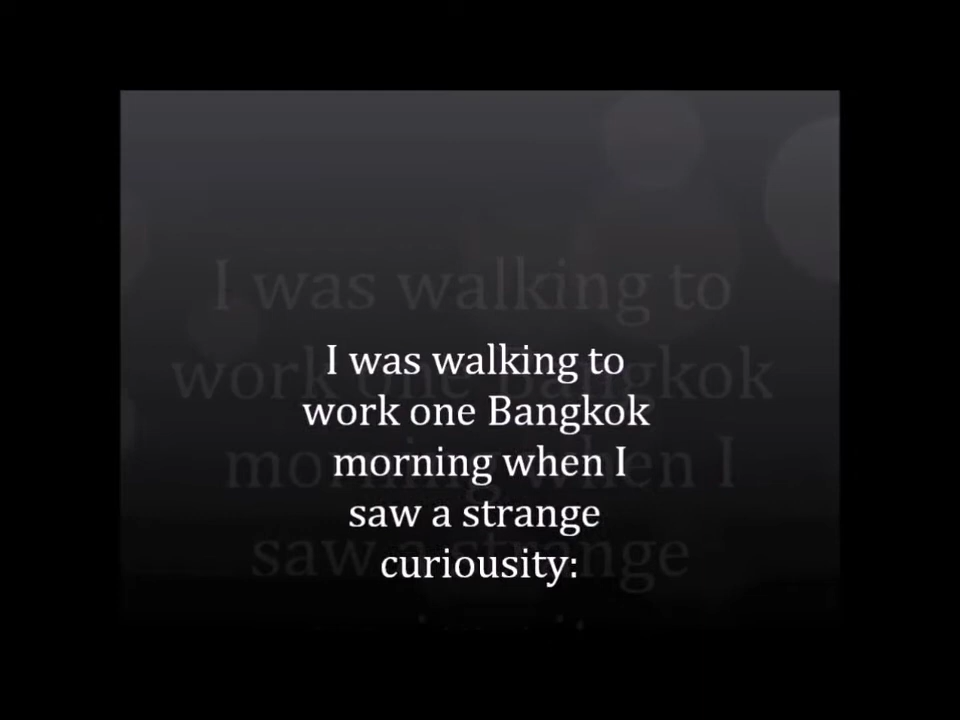 I was walking to
work one Bangkok
morning when I
saw a strange
curiousity: